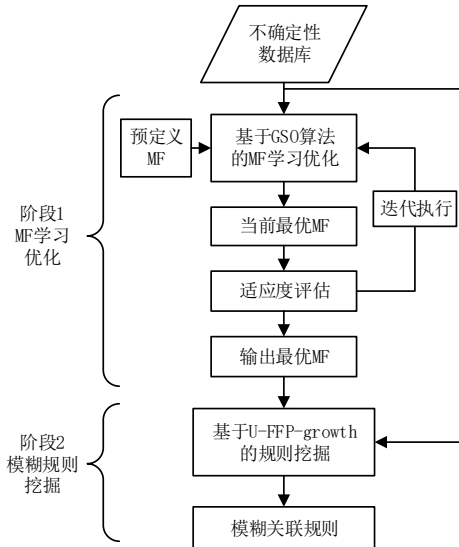 不确定性
数据库
预定义
MF
基于GSO算法
的MF学习优化
阶段1
MF学习
优化
当前最优MF
迭代执行
适应度评估
输出最优MF
阶段2
模糊规则
挖掘
基于U-FFP-growth
的规则挖掘
模糊关联规则